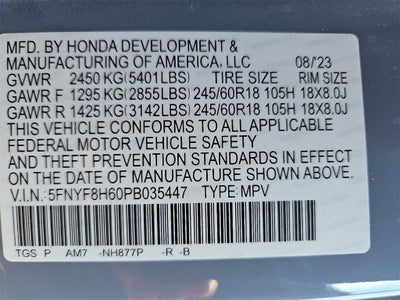 MFD. BY HONDA DEVELOPMENT &
MANUFACTURING OF AMERICA, LLC 08/'23
GVWR 2450 KG(5401LBS) TIRE SIZE RIM SIZE
GAWR F 1295 KG(2855LBS) 245/60R18 105H 18X8.0J
GAWR R 1425 KG(3142LBS) 245/60R18 105H 18X8.0J
THIS VEHICLE CONFORMS TO ALL APPLICABLE
FEDERAL MOTOR VEHICLE SAFETY
AND THEFT PREVENTION STANDARDS IN EFFECT
ON THE DATE OF MANUFACTURE SHOWN ABOVE.
V.I.N: 5FNYF8H60PB035447 TYPE: MPV
TGS P AM7 -NH877P -R -B